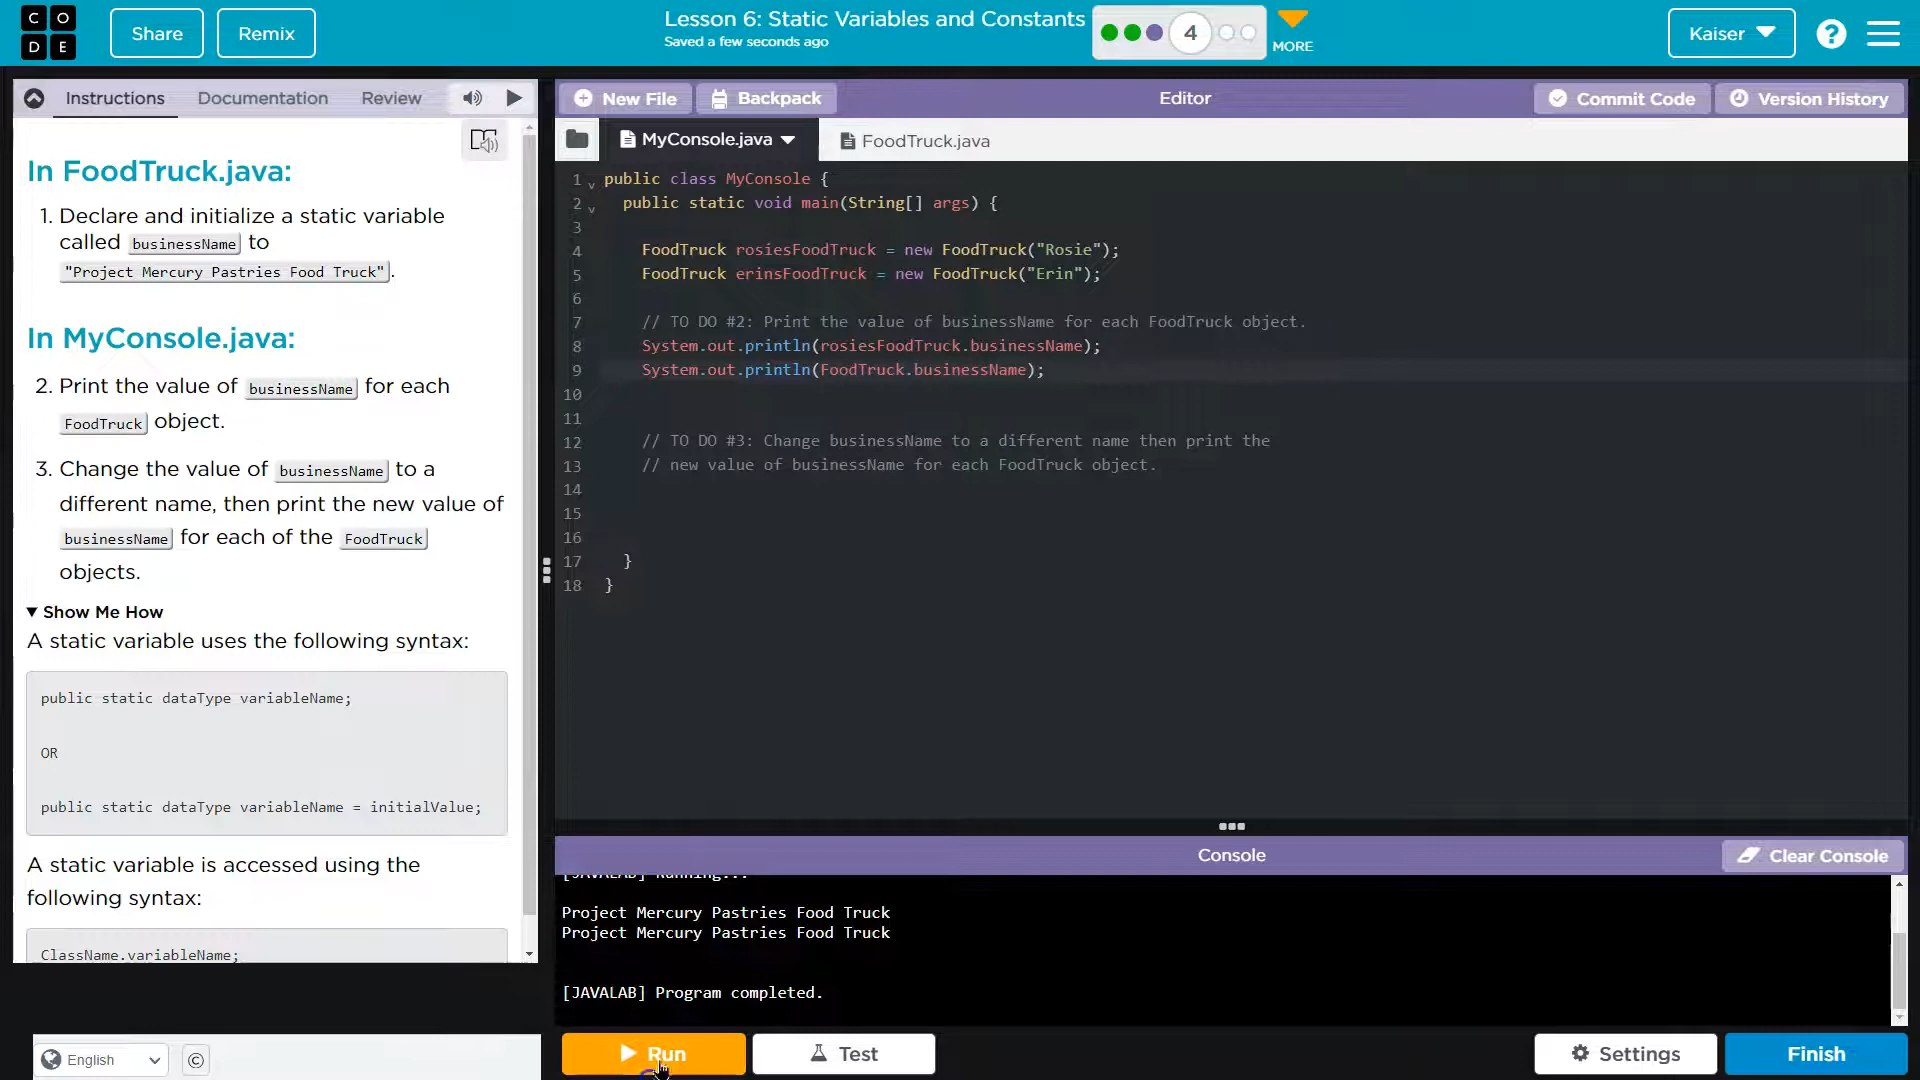 C O
D E
Share
Remix
Lesson 6: Static Variables and Constants
Saved a few seconds ago
4
MORE
Kaiser
?
Instructions
Documentation
Review
New File
Backpack
Editor
Commit Code
Version History
MyConsole.java
FoodTruck.java
In FoodTruck.java:
1. Declare and initialize a static variable
called businessName to
"Project Mercury Pastries Food Truck".
In MyConsole.java:
2. Print the value of businessName for each
FoodTruck object.
3. Change the value of businessName to a
different name, then print the new value of
businessName for each of the FoodTruck
objects.
Show Me How
A static variable uses the following syntax:
public static dataType variableName;
OR
public static dataType variableName = initialValue;
A static variable is accessed using the
following syntax:
ClassName.variableName;
1 public class MyConsole {
2 public static void main(String[] args) {
3
4 FoodTruck rosiesFoodTruck = new FoodTruck("Rosie");
5 FoodTruck erinsFoodTruck = new FoodTruck("Erin");
6
7 // TO DO #2: Print the value of businessName for each FoodTruck object.
8 System.out.println(rosiesFoodTruck.businessName);
9 System.out.println(FoodTruck.businessName);
10
11
12 // TO DO #3: Change businessName to a different name then print the
13 // new value of businessName for each FoodTruck object.
14
15
16
17 }
18 }
Console
Clear Console
[JAVALAB] Running...
Project Mercury Pastries Food Truck
Project Mercury Pastries Food Truck
[JAVALAB] Program completed.
English
©
Run
Test
Settings
Finish